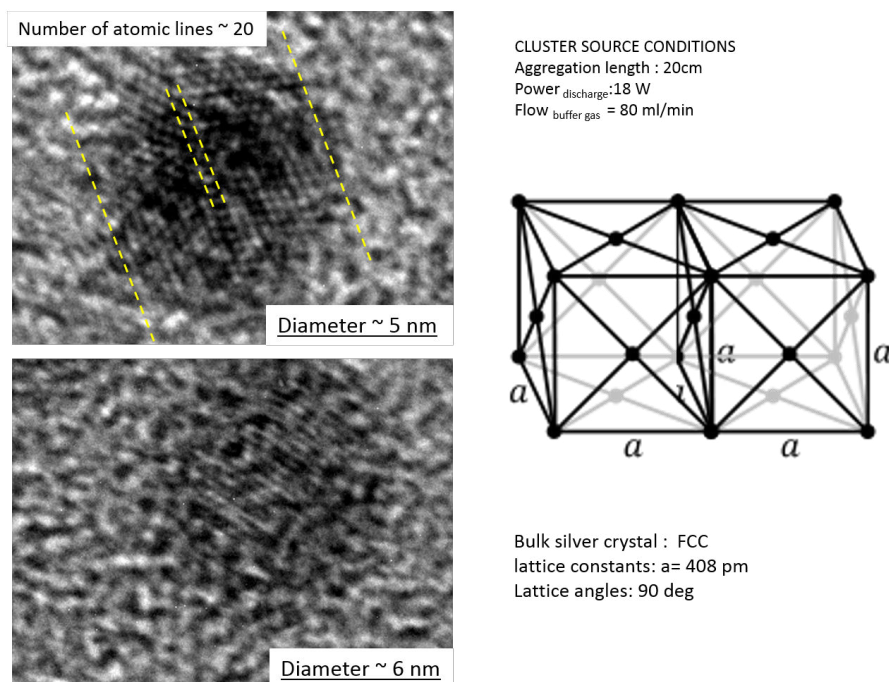 Number of atomic lines ~ 20
Diameter ~ 5 nm
Diameter ~ 6 nm
CLUSTER SOURCE CONDITIONS
Aggregation length : 20cm
Power discharge:18 W
Flow buffer gas = 80 ml/min
a
a
a
a
a
Bulk silver crystal : FCC
lattice constants: a= 408 pm
Lattice angles: 90 deg